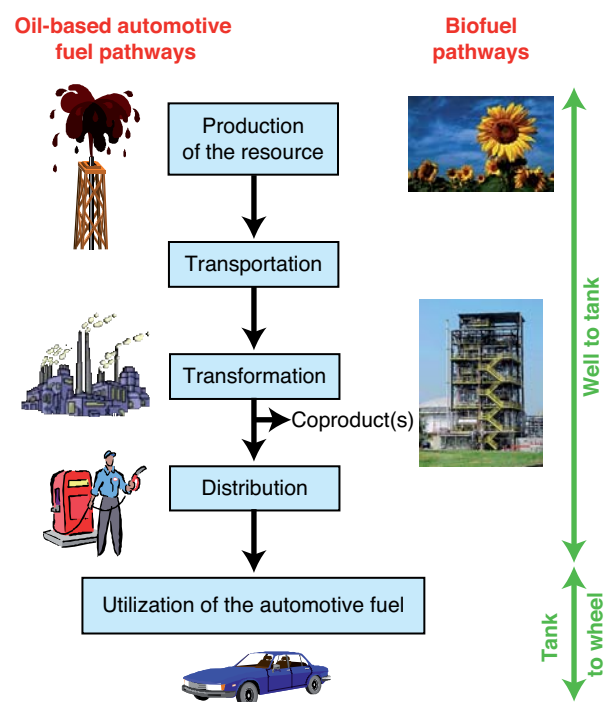 Oil-based automotive
fuel pathways
Biofuel
pathways
Production
of the resource
Transportation
Transformation
Coproduct(s)
Distribution
Utilization of the automotive fuel
Well to tank
Tank
to wheel